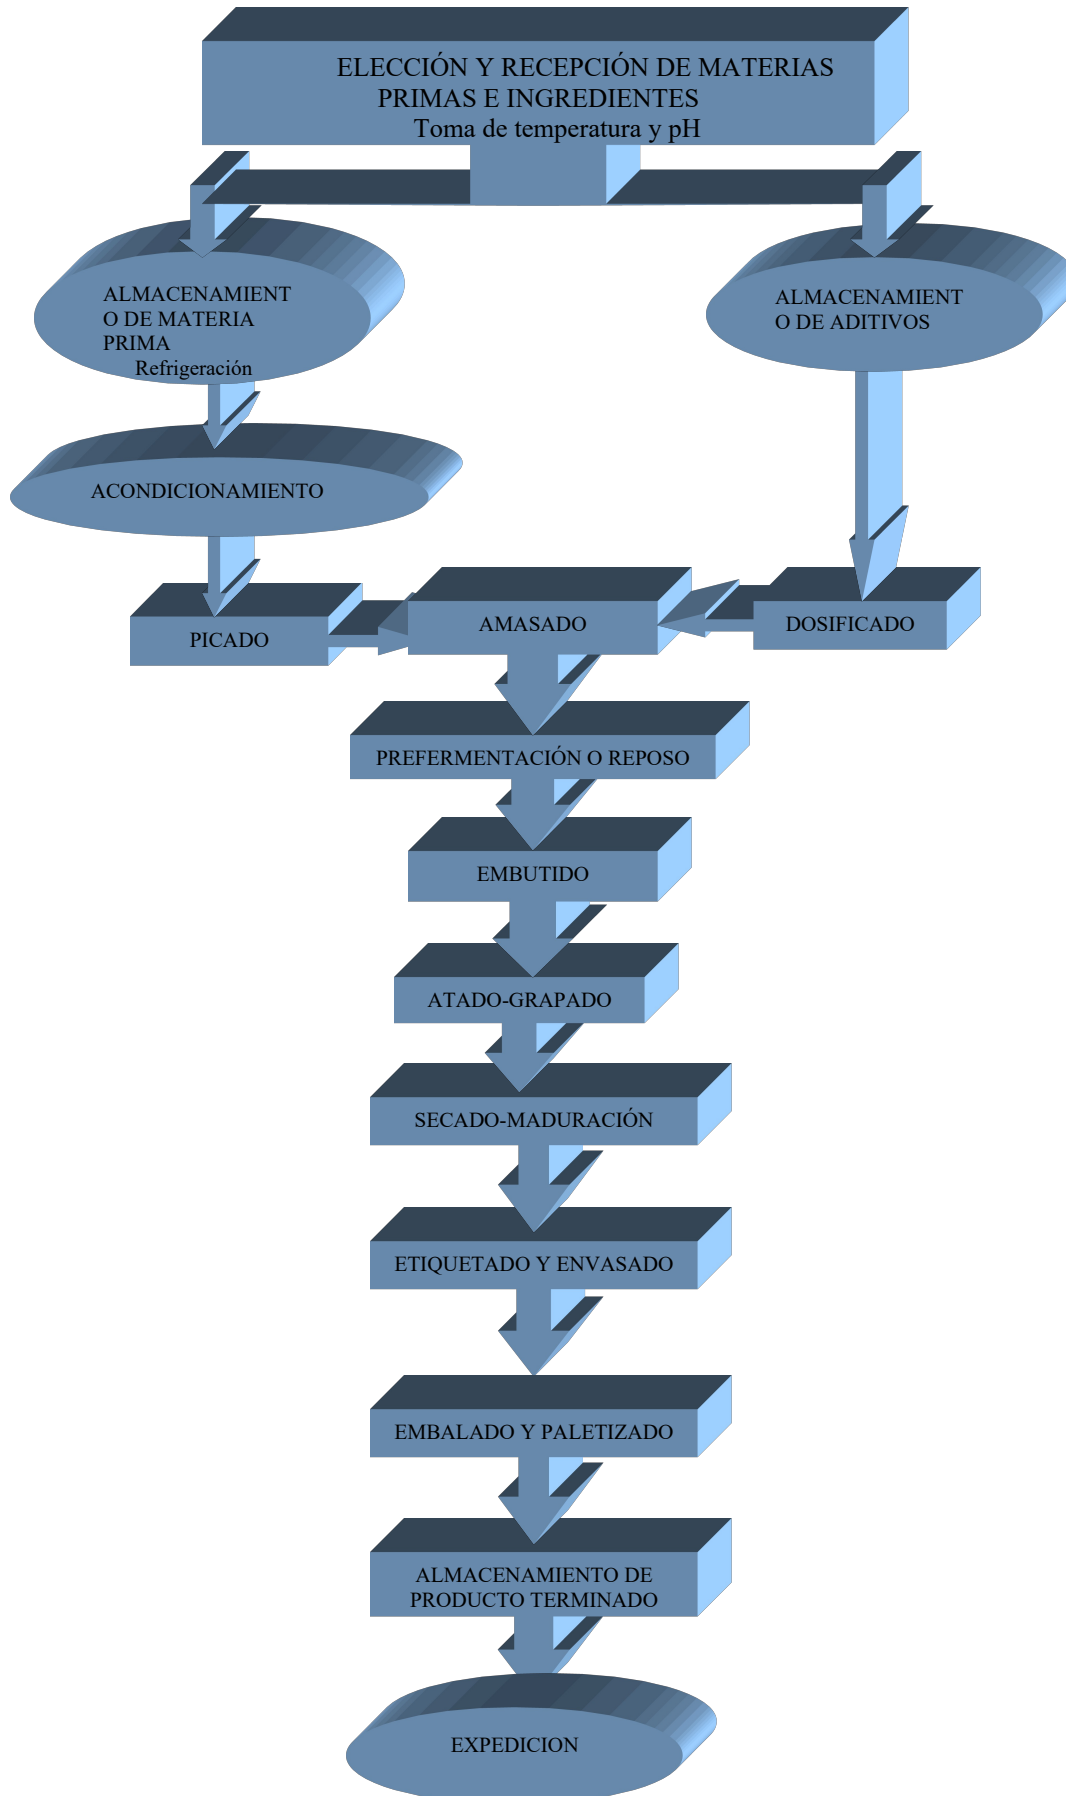 ELECCIÓN Y RECEPCIÓN DE MATERIAS
PRIMAS E INGREDIENTES
Toma de temperatura y pH
ALMACENAMIENT
O DE MATERIA
PRIMA
Refrigeración
ALMACENAMIENT
O DE ADITIVOS
ACONDICIONAMIENTO
PICADO
AMASADO
DOSIFICADO
PREFERMENTACIÓN O REPOSO
EMBUTIDO
ATADO-GRAPADO
SECADO-MADURACIÓN
ETIQUETADO Y ENVASADO
EMBALADO Y PALETIZADO
ALMACENAMIENTO DE
PRODUCTO TERMINADO
EXPEDICION